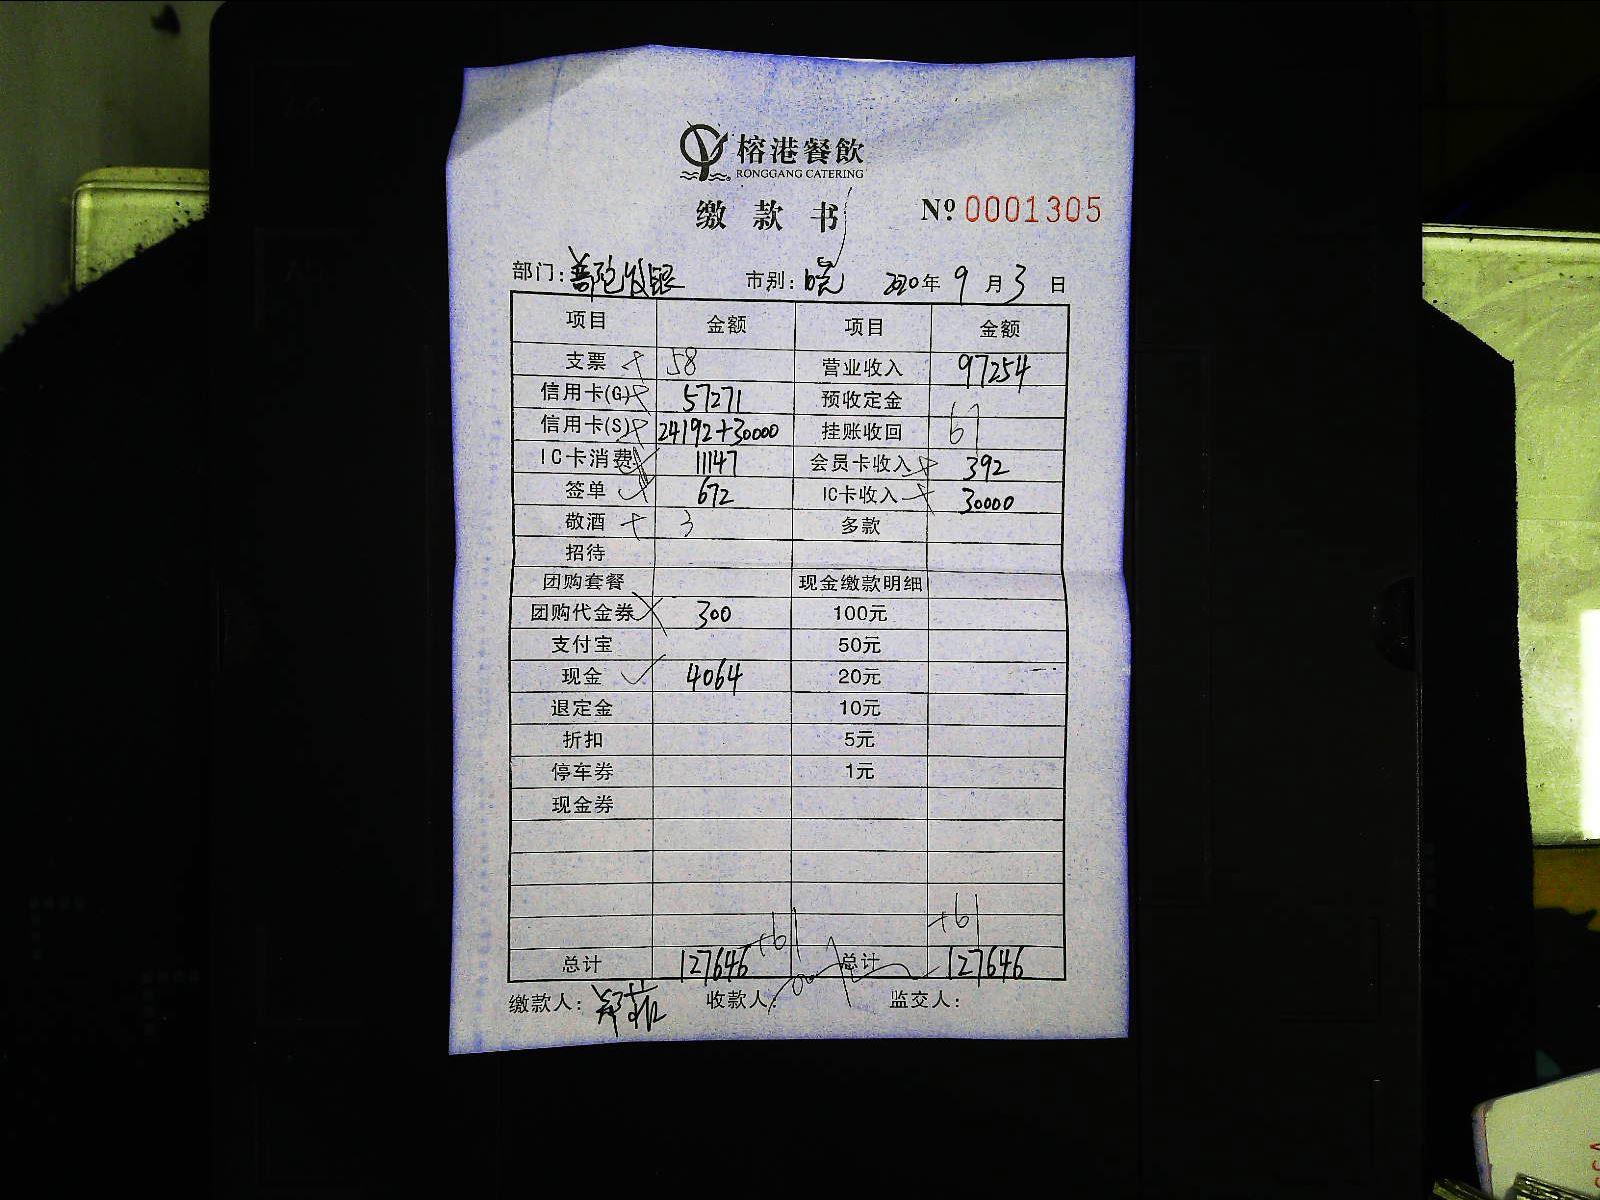 榕港餐飲
RONGGANG CATERING
缴款书 Nº 0001305
部门: 普陀收银 市别: 晚 2020年9月3日
项目 金额 项目 金额
支票 58 营业收入 97254
信用卡(G) 57271 预收定金
信用卡(S) 24192+30000 挂账收回 61
IC卡消费 11147 会员卡收入 392
签单 672 IC卡收入 30000
敬酒 3 多款
招待
团购套餐 现金缴款明细
团购代金券 300 100元
支付宝 50元
现金 4064 20元
退定金 10元
折扣 5元
停车券 1元
现金券
+61 +61
总计 127646 总计 127646
缴款人: 收款人: 监交人: